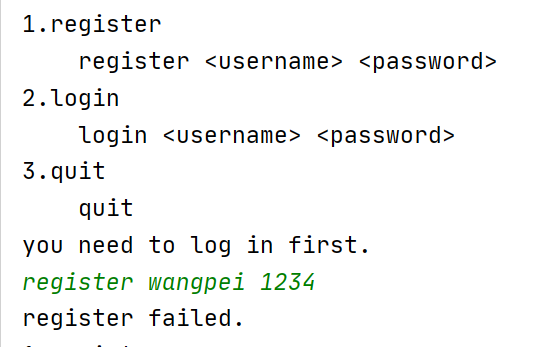 1.register
    register <username> <password>
2.login
    login <username> <password>
3.quit
    quit
you need to log in first.
register wangpei 1234
register failed.